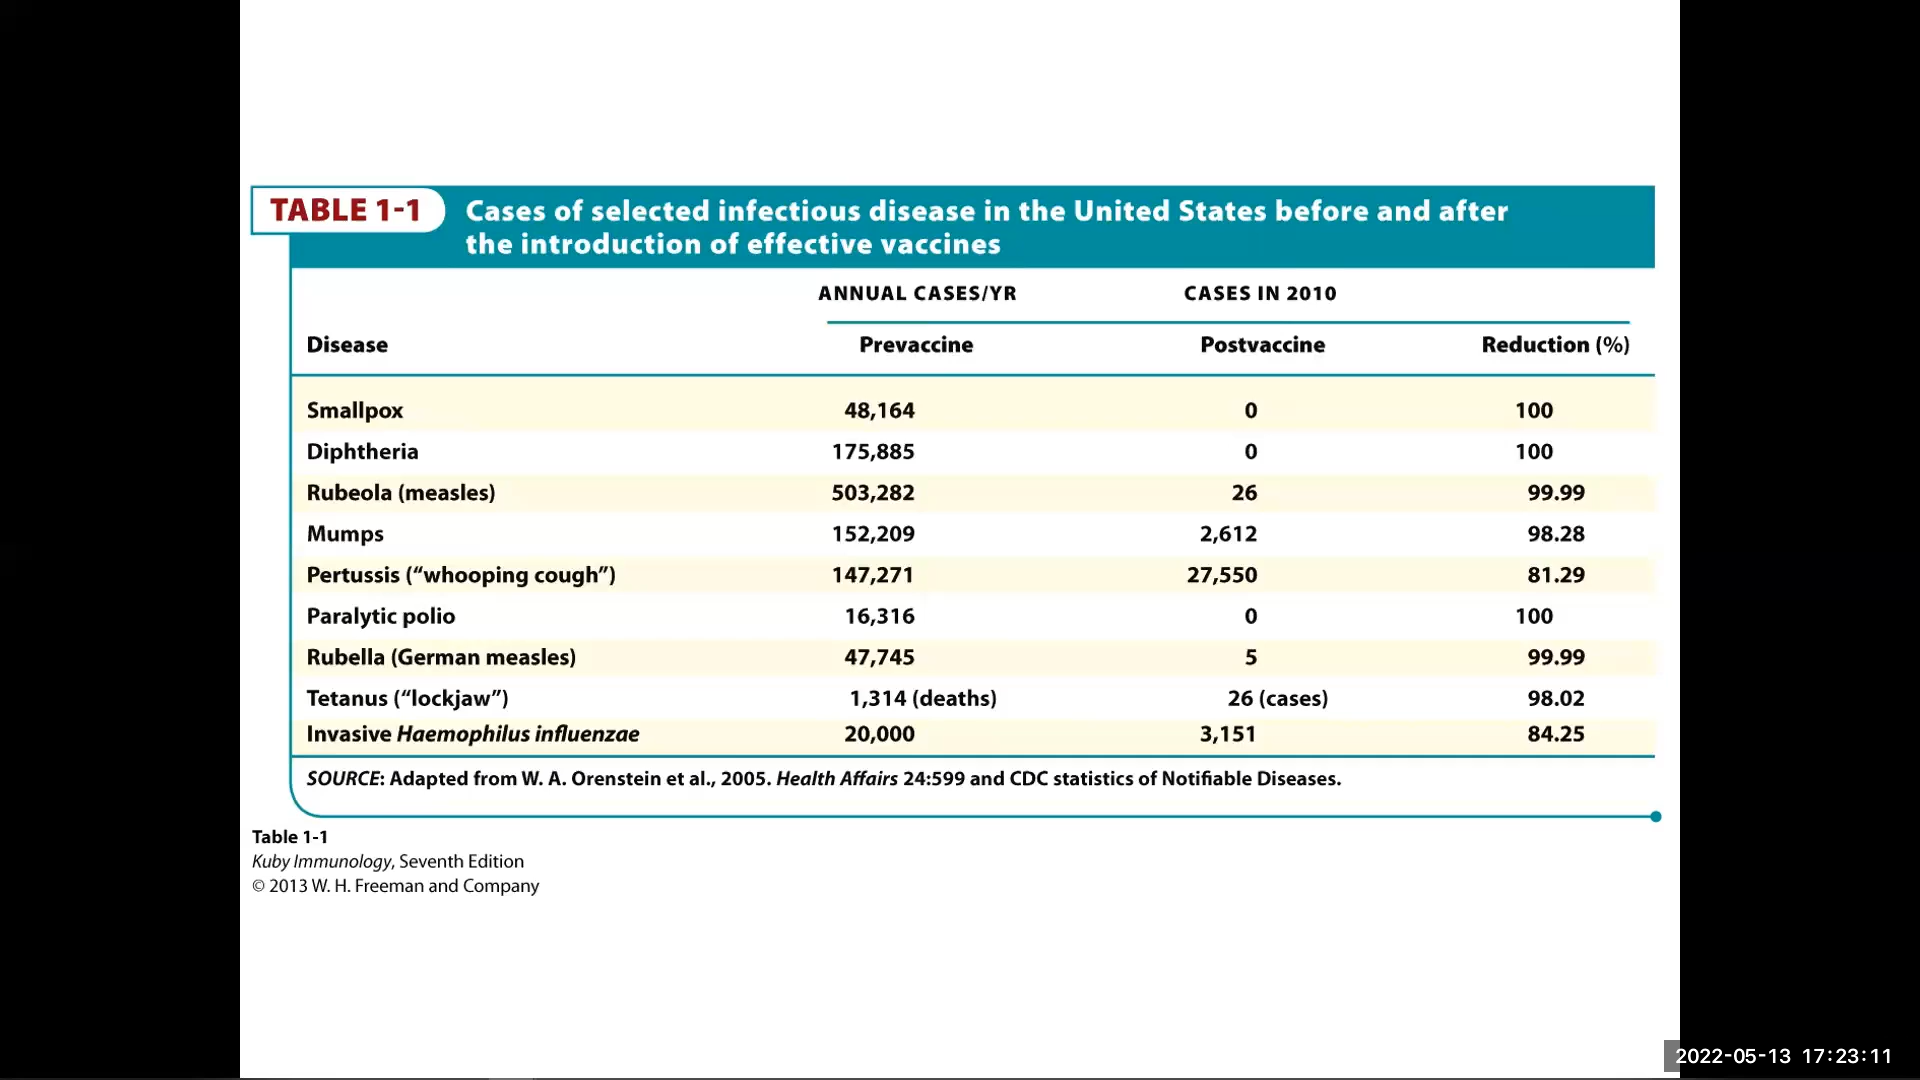 TABLE 1-1
Cases of selected infectious disease in the United States before and after
the introduction of effective vaccines
ANNUAL CASES/YR CASES IN 2010
Disease Prevaccine Postvaccine Reduction (%)
Smallpox 48,164 0 100
Diphtheria 175,885 0 100
Rubeola (measles) 503,282 26 99.99
Mumps 152,209 2,612 98.28
Pertussis (“whooping cough”) 147,271 27,550 81.29
Paralytic polio 16,316 0 100
Rubella (German measles) 47,745 5 99.99
Tetanus (“lockjaw”) 1,314 (deaths) 26 (cases) 98.02
Invasive Haemophilus influenzae 20,000 3,151 84.25
SOURCE: Adapted from W. A. Orenstein et al., 2005. Health Affairs 24:599 and CDC statistics of Notifiable Diseases.
Table 1-1
Kuby Immunology, Seventh Edition
© 2013 W. H. Freeman and Company
2022-05-13 17:23:11